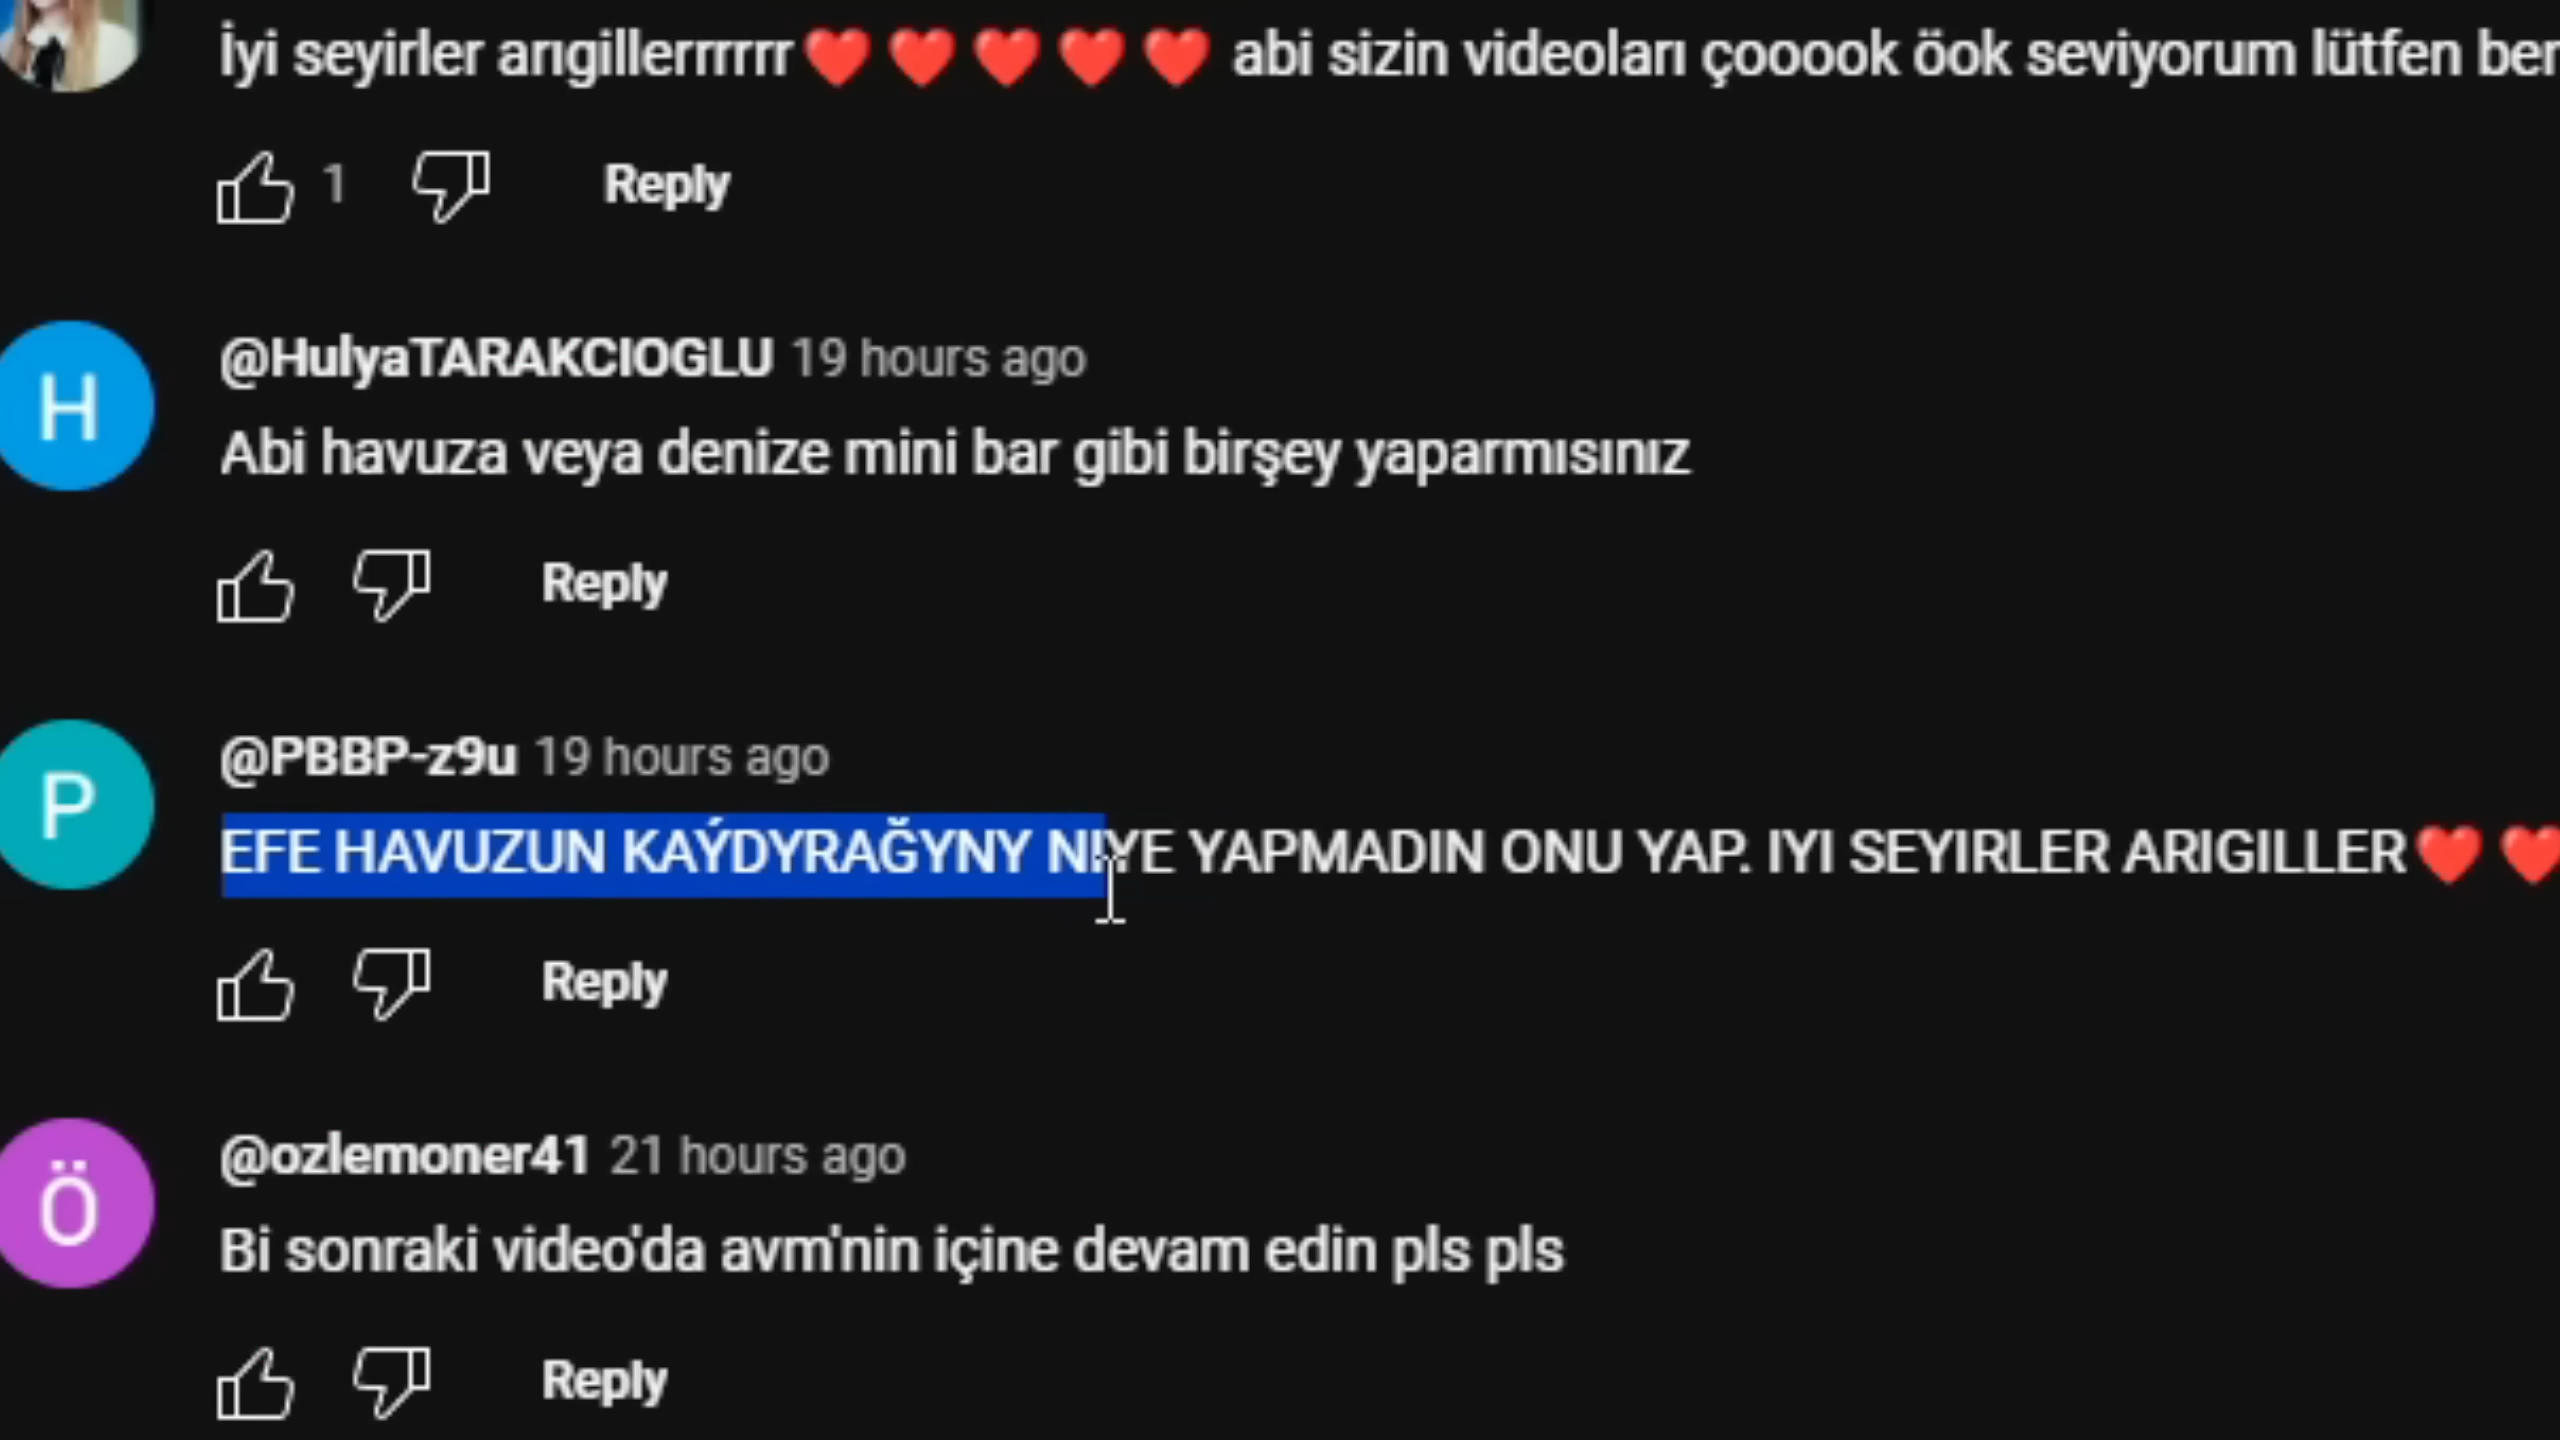 İyi seyirler arıgillerrrrrr❤️❤️❤️❤️❤️ abi sizin videoları çooook öok seviyorum lütfen
1 Reply
H
@HulyaTARAKCIOGLU 19 hours ago
Abi havuza veya denize mini bar gibi birşey yaparmısınız
Reply
P
@PBBP-z9u 19 hours ago
EFE HAVUZUN KAÝDYRAĞYNY NIYE YAPMADIN ONU YAP. IYI SEYIRLER ARIGILLER❤️❤️
Reply
Ö
@ozlemoner41 21 hours ago
Bi sonraki video'da avm'nin içine devam edin pls pls
Reply